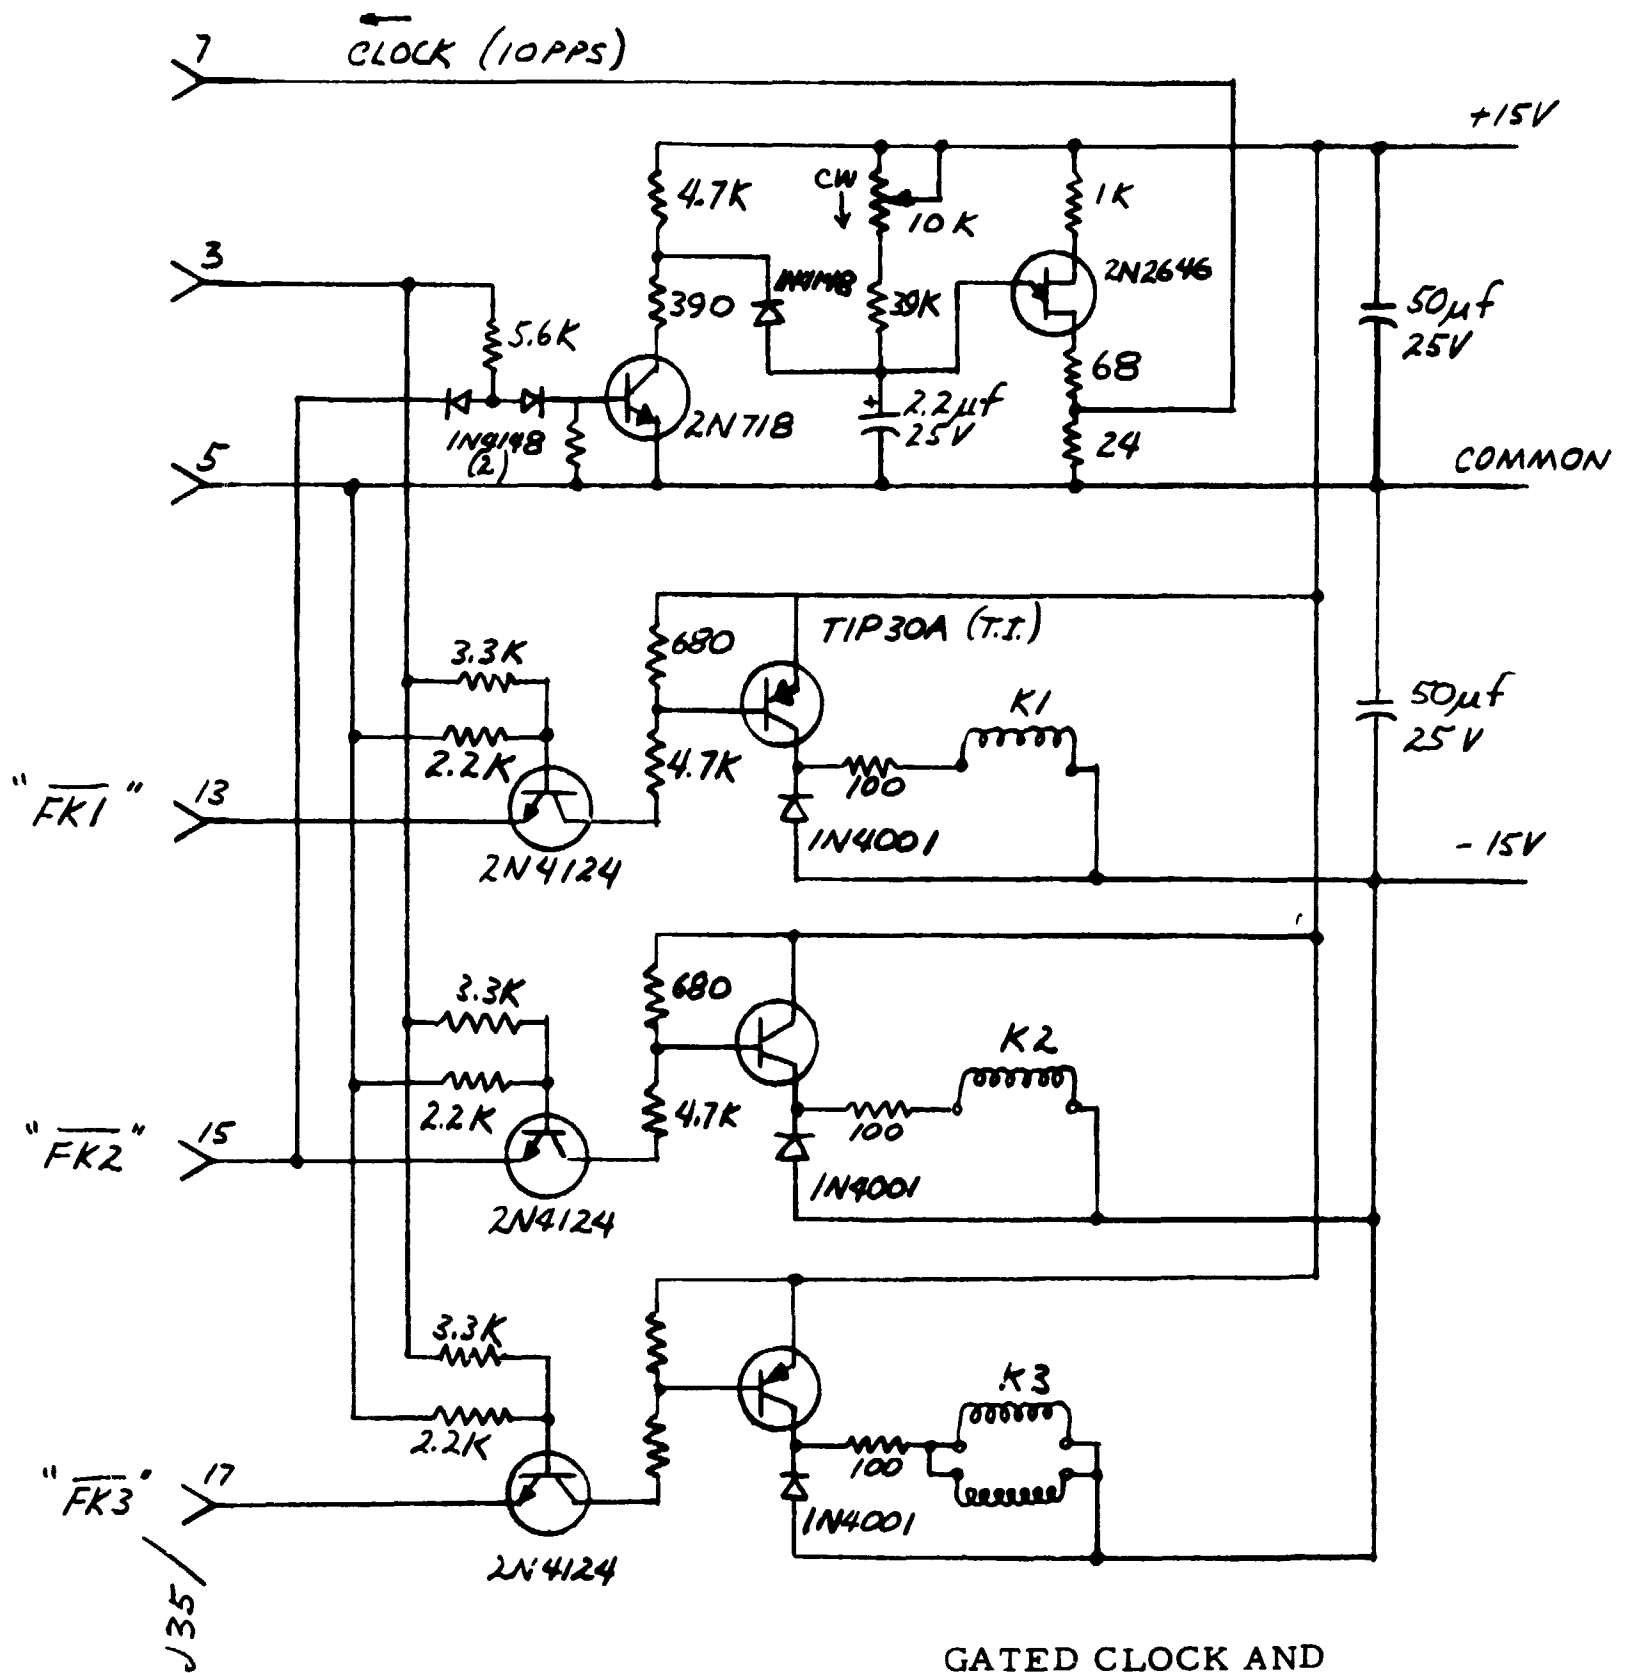 7
CLOCK (10PPS)
+15V
CW
4.7K
10K
1K
3
2N2646
1N4148
390
39K
50µf
25V
5.6K
68
2.2µf
25V
2N718
1N4148
(2)
24
5
COMMON
TIP30A (T.I.)
680
3.3K
K1
50µf
25V
2.2K
4.7K
100
"FK1"
13
1N4001
-15V
2N4124
3.3K
680
K2
2.2K
4.7K
100
"FK2"
15
1N4001
2N4124
3.3K
K3
2.2K
100
"FK3"
17
1N4001
2N4124
J35
GATED CLOCK AND